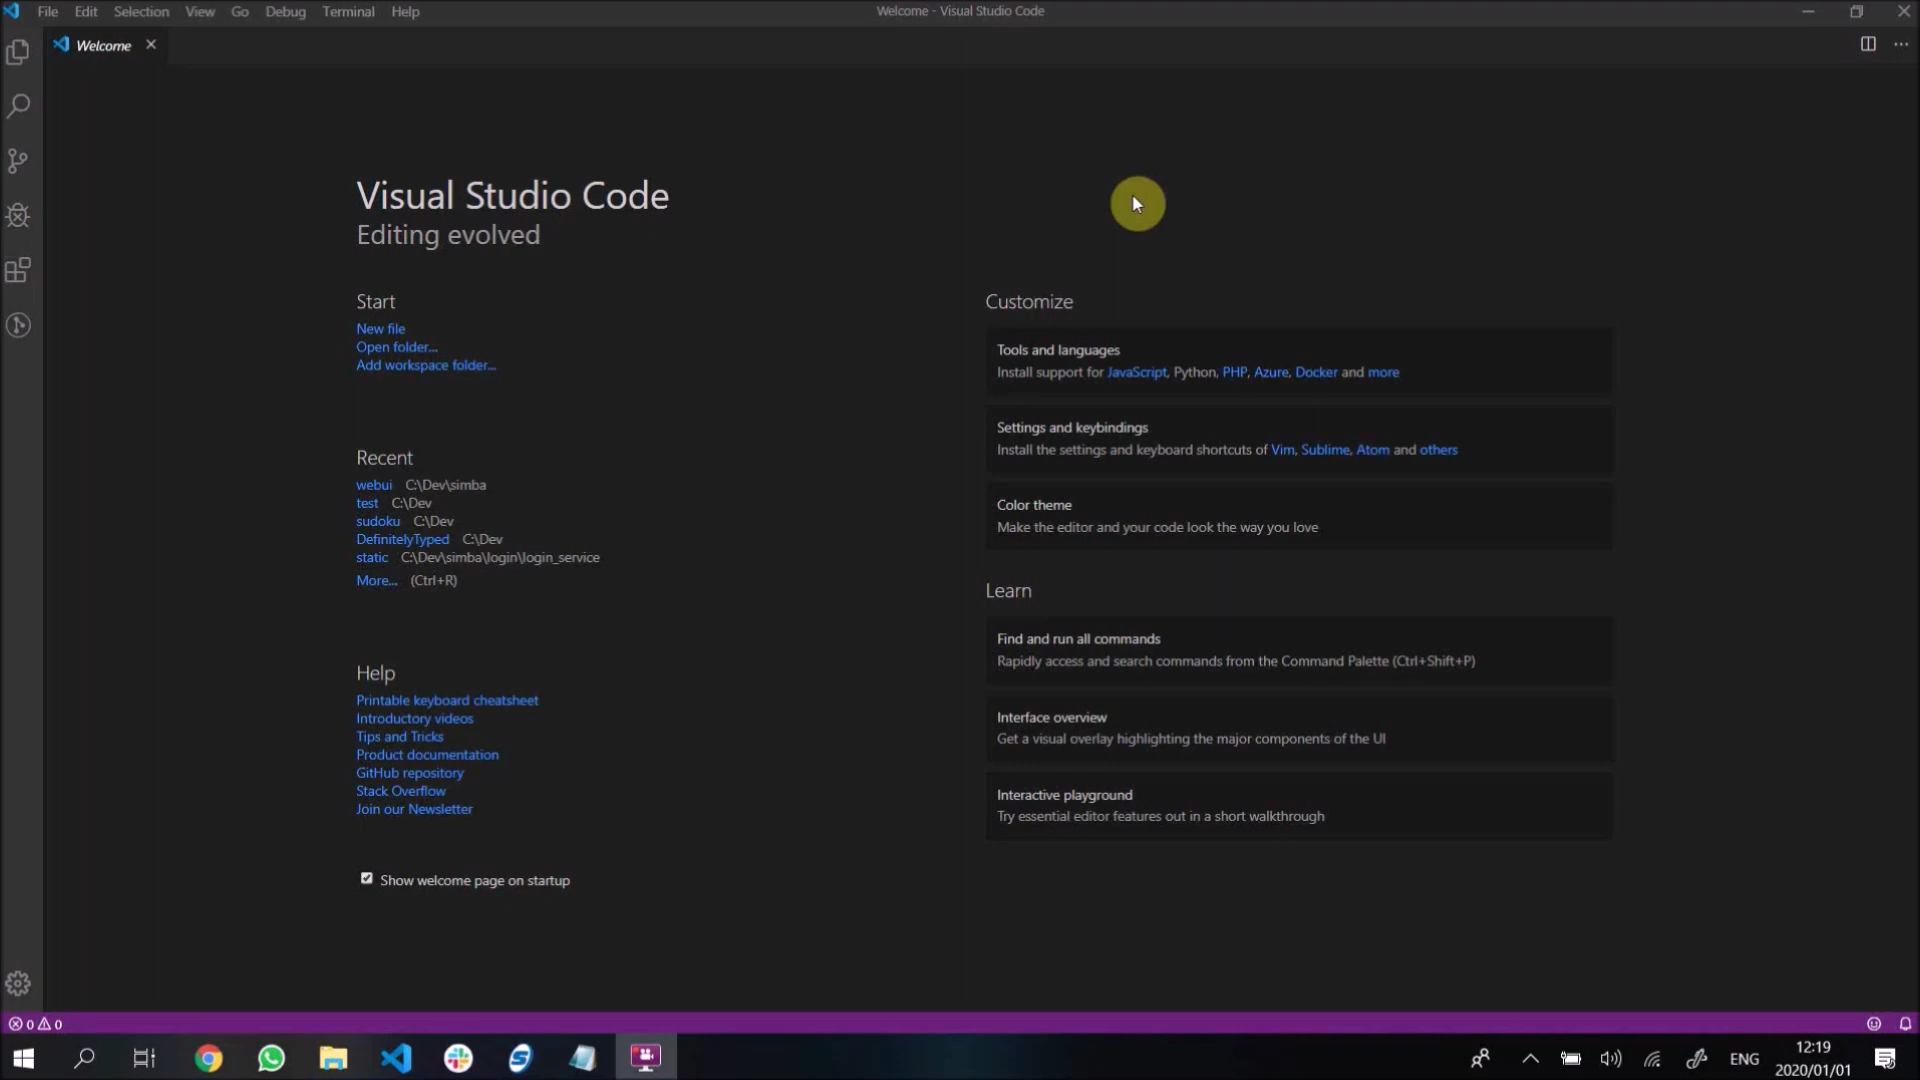 File Edit Selection View Go Debug Terminal Help
Welcome - Visual Studio Code
Welcome
Visual Studio Code
Editing evolved
Start
New file
Open folder...
Add workspace folder...
Recent
webui C:\Dev\simba
test C:\Dev
sudoku C:\Dev
DefinitelyTyped C:\Dev
static C:\Dev\simba\login\login_service
More... (Ctrl+R)
Help
Printable keyboard cheatsheet
Introductory videos
Tips and Tricks
Product documentation
GitHub repository
Stack Overflow
Join our Newsletter
Show welcome page on startup
Customize
Tools and languages
Install support for JavaScript, Python, PHP, Azure, Docker and more
Settings and keybindings
Install the settings and keyboard shortcuts of Vim, Sublime, Atom and others
Color theme
Make the editor and your code look the way you love
Learn
Find and run all commands
Rapidly access and search commands from the Command Palette (Ctrl+Shift+P)
Interface overview
Get a visual overlay highlighting the major components of the UI
Interactive playground
Try essential editor features out in a short walkthrough
0 0
ENG
12:19
2020/01/01